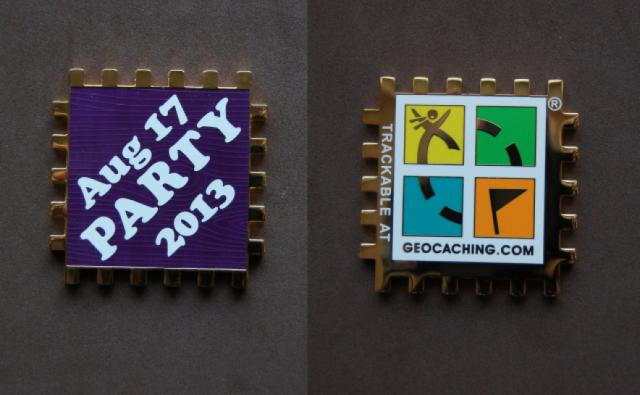 Aug 17
PARTY
2013
TRACKABLE AT
®
GEOCACHING.COM